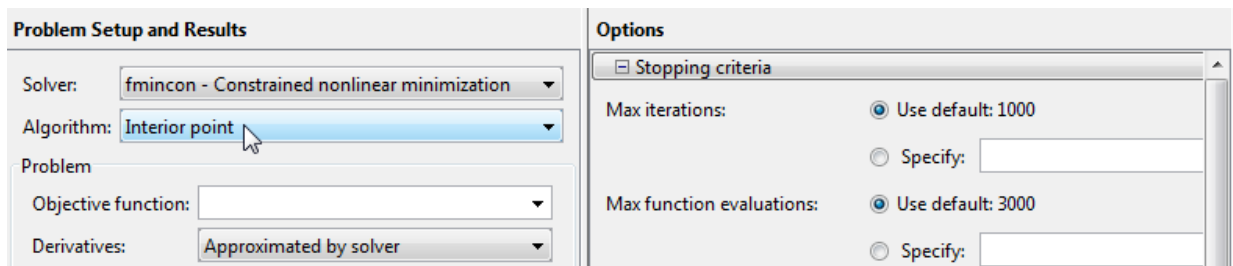 Problem Setup and Results
Solver: fmincon - Constrained nonlinear minimization
Algorithm: Interior point
Problem
Objective function:
Derivatives: Approximated by solver
Options
Stopping criteria
Max iterations: Use default: 1000
Specify:
Max function evaluations: Use default: 3000
Specify: